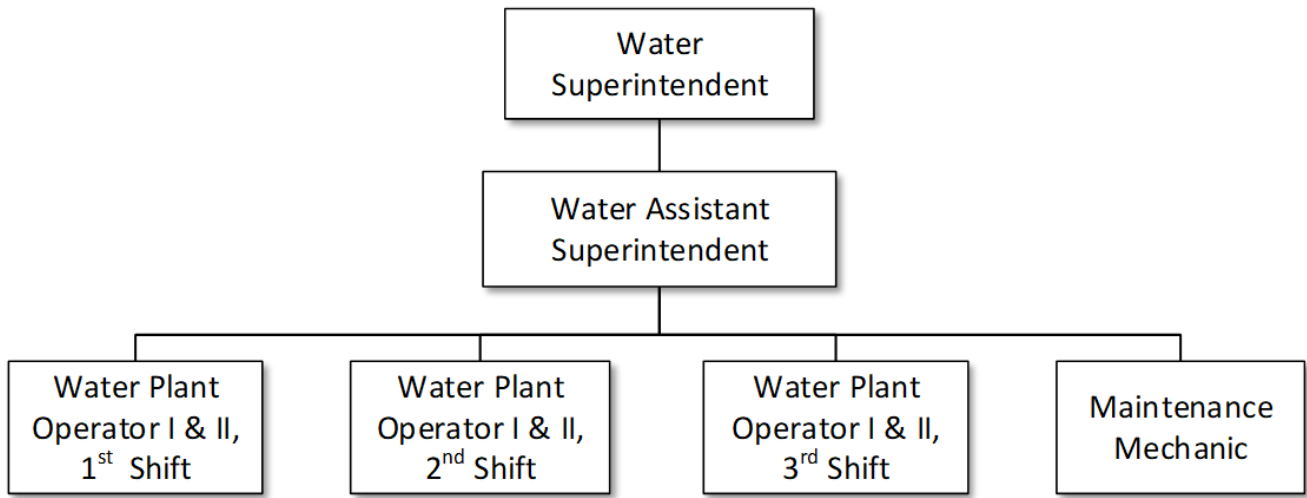 Water
Superintendent
Water Assistant
Superintendent
Water Plant
Operator I & II,
1st Shift
Water Plant
Operator I & II,
2nd Shift
Water Plant
Operator I & II,
3rd Shift
Maintenance
Mechanic